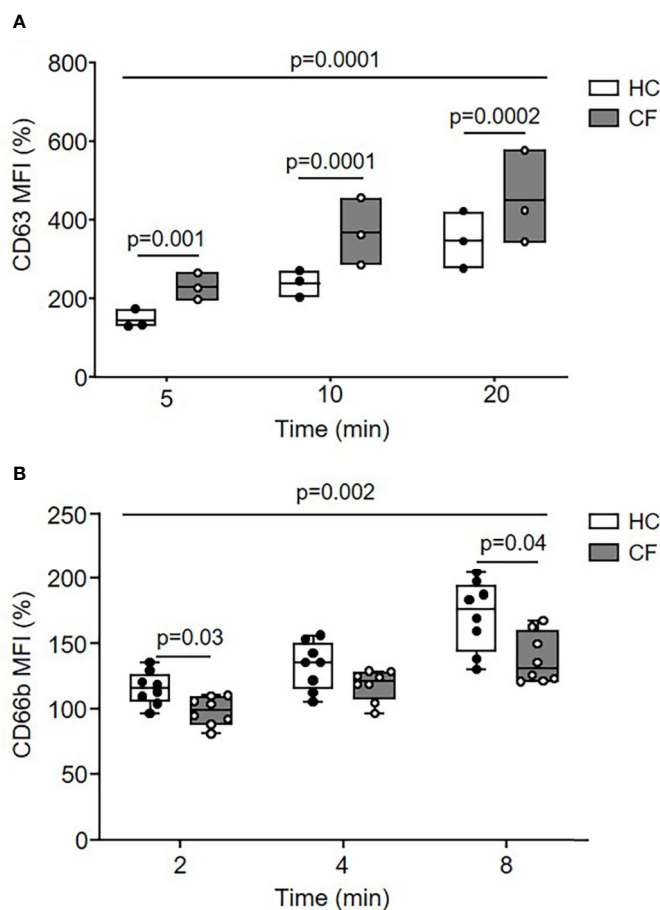 A
800
600
400
200
0
CD63 MFI (%)
p=0.0001
p=0.001
p=0.0001
p=0.0002
HC
CF
5 10 20
Time (min)
B
250
200
150
100
50
0
CD66b MFI (%)
p=0.002
p=0.03
p=0.04
HC
CF
2 4 8
Time (min)